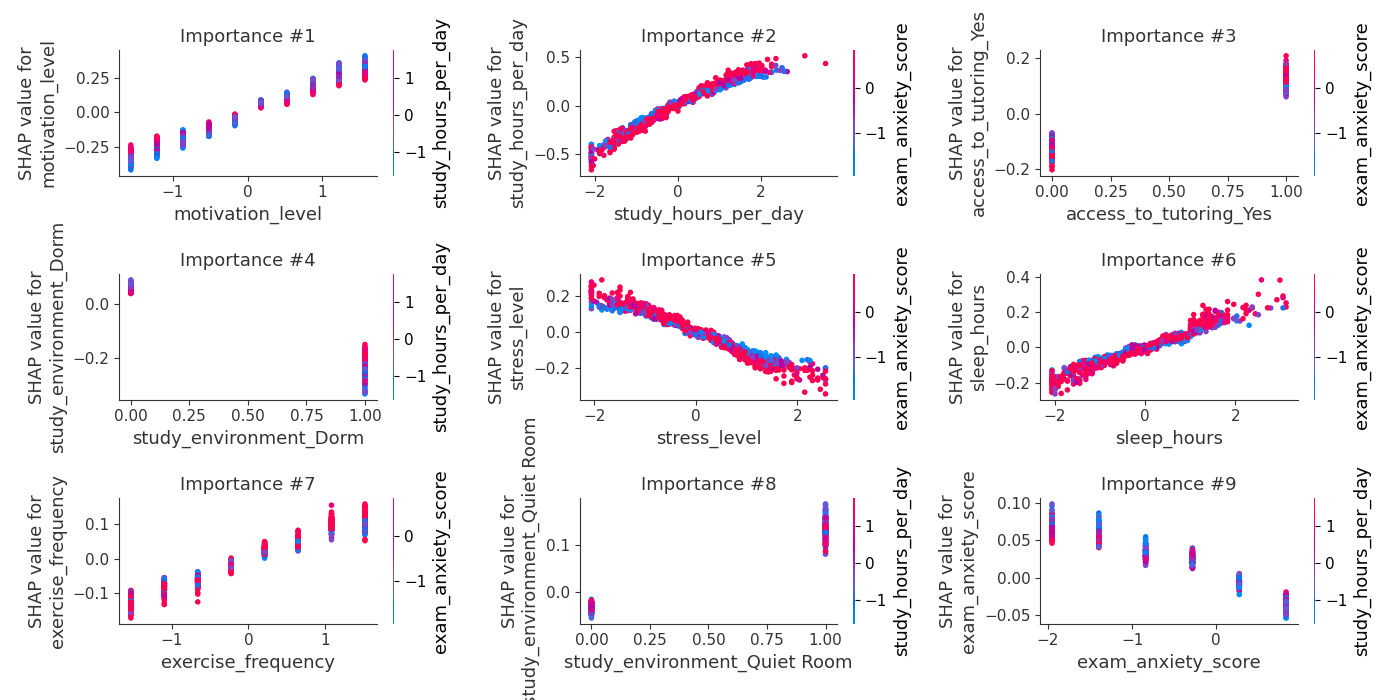 Importance #1
SHAP value for
motivation_level
0.25
0.00
−0.25
−1
0
1
motivation_level
1
0
−1
study_hours_per_day
Importance #2
SHAP value for
study_hours_per_day
0.5
0.0
−0.5
−2
0
2
study_hours_per_day
0
−1
exam_anxiety_score
Importance #3
SHAP value for
access_to_tutoring_Yes
0.2
0.0
−0.2
0.00
0.25
0.50
0.75
1.00
access_to_tutoring_Yes
0
−1
exam_anxiety_score
Importance #4
SHAP value for
study_environment_Dorm
0.0
−0.2
0.00
0.25
0.50
0.75
1.00
study_environment_Dorm
1
0
−1
study_hours_per_day
Importance #5
SHAP value for
stress_level
0.2
0.0
−0.2
−2
0
2
stress_level
0
−1
exam_anxiety_score
Importance #6
SHAP value for
sleep_hours
0.4
0.2
0.0
−0.2
−2
0
2
sleep_hours
0
−1
exam_anxiety_score
Importance #7
SHAP value for
exercise_frequency
0.1
0.0
−0.1
−1
0
1
exercise_frequency
0
−1
exam_anxiety_score
Importance #8
SHAP value for
study_environment_Quiet Room
0.1
0.0
0.00
0.25
0.50
0.75
1.00
study_environment_Quiet Room
1
0
−1
study_hours_per_day
Importance #9
SHAP value for
exam_anxiety_score
0.10
0.05
0.00
−0.05
−2
−1
0
exam_anxiety_score
1
0
−1
study_hours_per_day